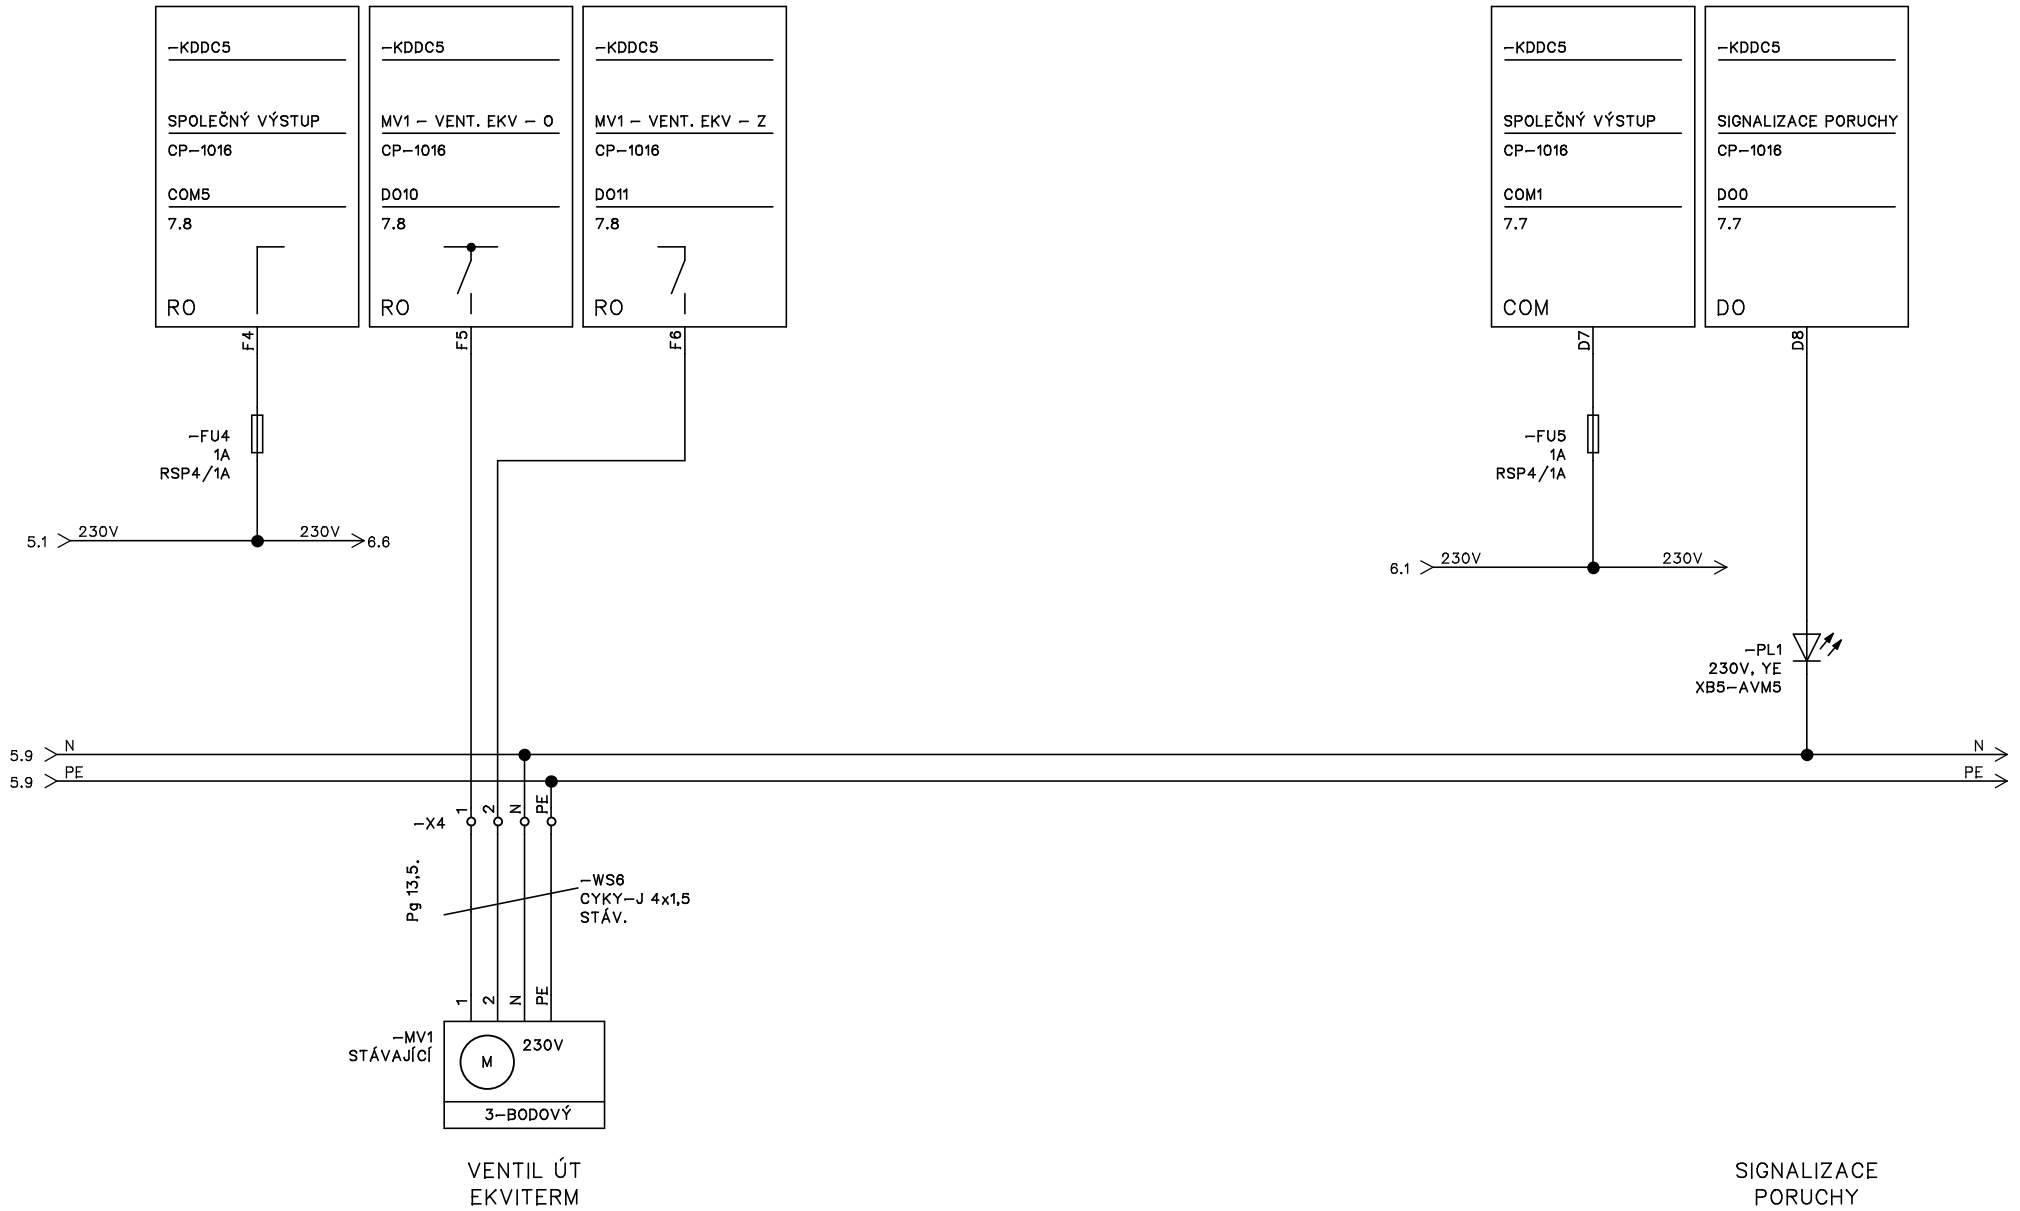 -KDDC5
SPOLEČNÝ VÝSTUP
CP-1016
COM5
7.8
RO
F4
-KDDC5
MV1 - VENT. EKV - O
CP-1016
DO10
7.8
RO
F5
-KDDC5
MV1 - VENT. EKV - Z
CP-1016
DO11
7.8
RO
F6
-KDDC5
SPOLEČNÝ VÝSTUP
CP-1016
COM1
7.7
COM
D7
-KDDC5
SIGNALIZACE PORUCHY
CP-1016
DO0
7.7
DO
D8
-FU4
1A
RSP4/1A
5.1
230V
230V
6.6
-FU5
1A
RSP4/1A
6.1
230V
230V
-PL1
230V, YE
XB5-AVM5
5.9
N
N
5.9
PE
PE
-X4
1
2
N
PE
Pg 13,5.
-WS6
CYKY-J 4x1,5
STÁV.
1
2
N
PE
-MV1
STÁVAJÍCÍ
M
230V
3-BODOVÝ
VENTIL ÚT
EKVITERM
SIGNALIZACE
PORUCHY